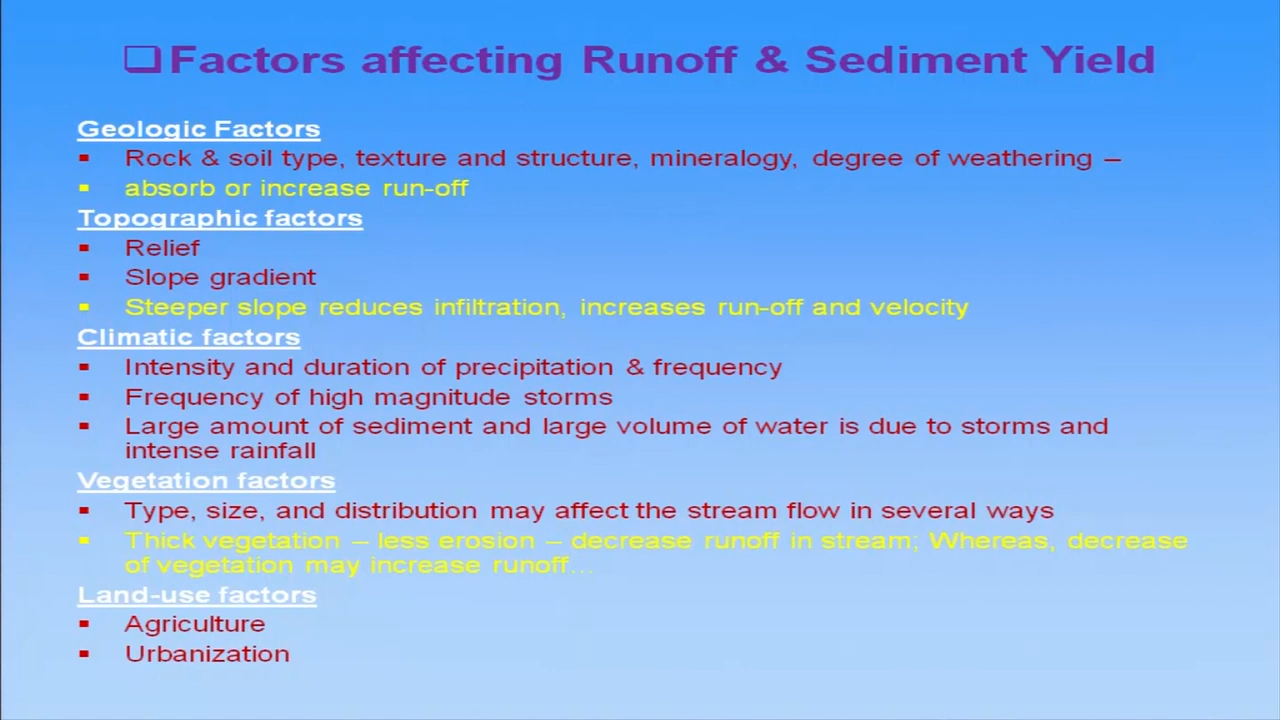 ❑Factors affecting Runoff & Sediment Yield
Geologic Factors
▪ Rock & soil type, texture and structure, mineralogy, degree of weathering –
▪ absorb or increase run-off
Topographic factors
▪ Relief
▪ Slope gradient
▪ Steeper slope reduces infiltration, increases run-off and velocity
Climatic factors
▪ Intensity and duration of precipitation & frequency
▪ Frequency of high magnitude storms
▪ Large amount of sediment and large volume of water is due to storms and
intense rainfall
Vegetation factors
▪ Type, size, and distribution may affect the stream flow in several ways
▪ Thick vegetation – less erosion – decrease runoff in stream; Whereas, decrease
of vegetation may increase runoff…
Land-use factors
▪ Agriculture
▪ Urbanization